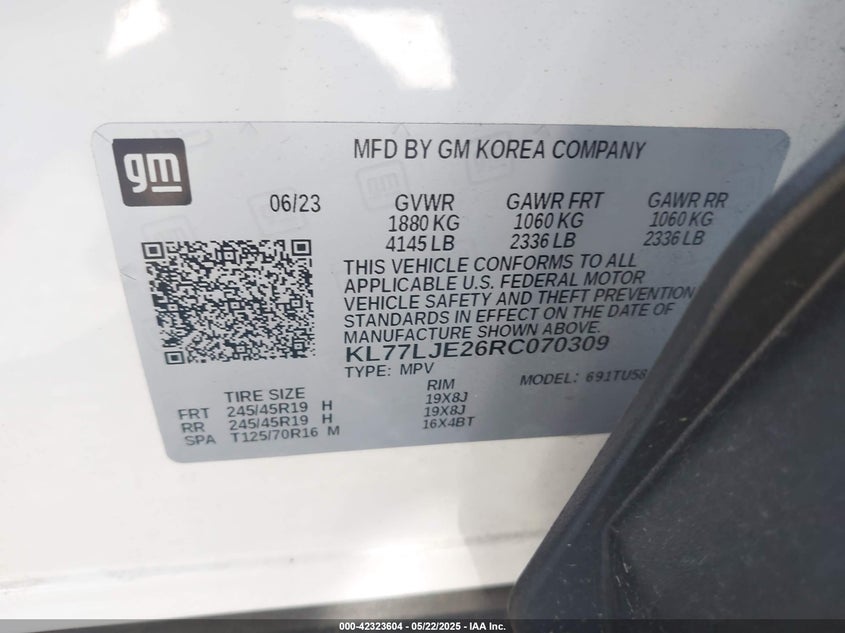 gm
MFD BY GM KOREA COMPANY
06/23 GVWR GAWR FRT GAWR RR
1880 KG 1060 KG 1060 KG
4145 LB 2336 LB 2336 LB
THIS VEHICLE CONFORMS TO ALL
APPLICABLE U.S. FEDERAL MOTOR
VEHICLE SAFETY AND THEFT PREVENTION
STANDARDS IN EFFECT ON THE DATE OF
MANUFACTURE SHOWN ABOVE.
KL77LJE26RC070309
TYPE: MPV MODEL: 691TU58
TIRE SIZE RIM
FRT 245/45R19 H 19X8J
RR 245/45R19 H 19X8J
SPA T125/70R16 M 16X4BT
000-42323604 - 05/22/2025 - IAA Inc.